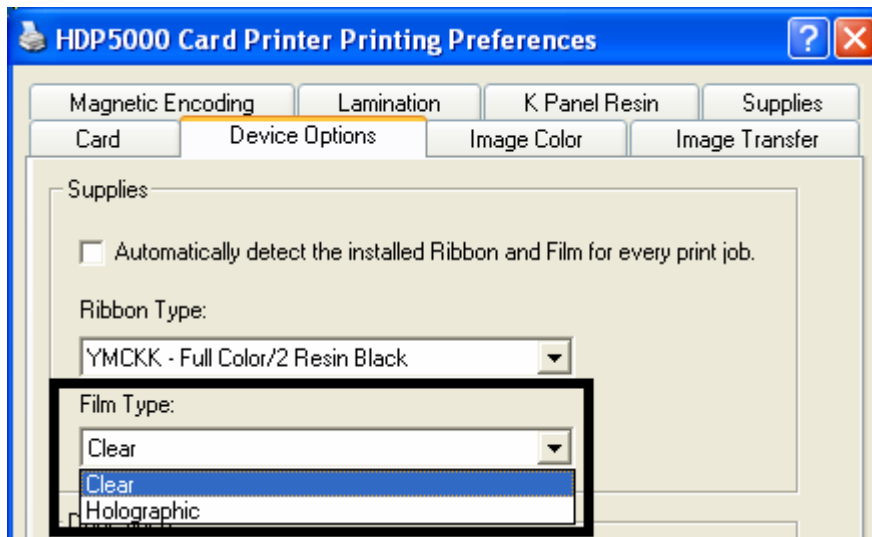 HDP5000 Card Printer Printing Preferences
Magnetic Encoding Lamination K Panel Resin Supplies
Card Device Options Image Color Image Transfer
Supplies
Automatically detect the installed Ribbon and Film for every print job.
Ribbon Type:
YMCKK - Full Color/2 Resin Black
Film Type:
Clear
Clear
Holographic